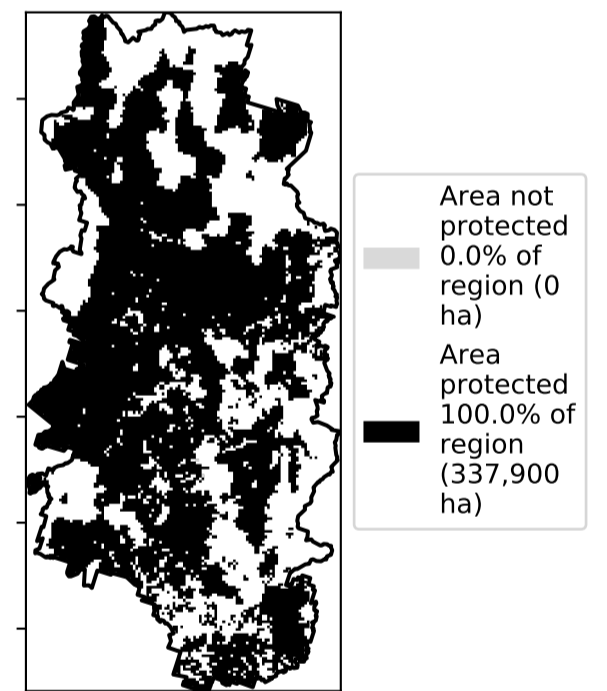 Area not
protected
0.0% of
region (0
ha)
Area
protected
100.0% of
region
(337,900
ha)